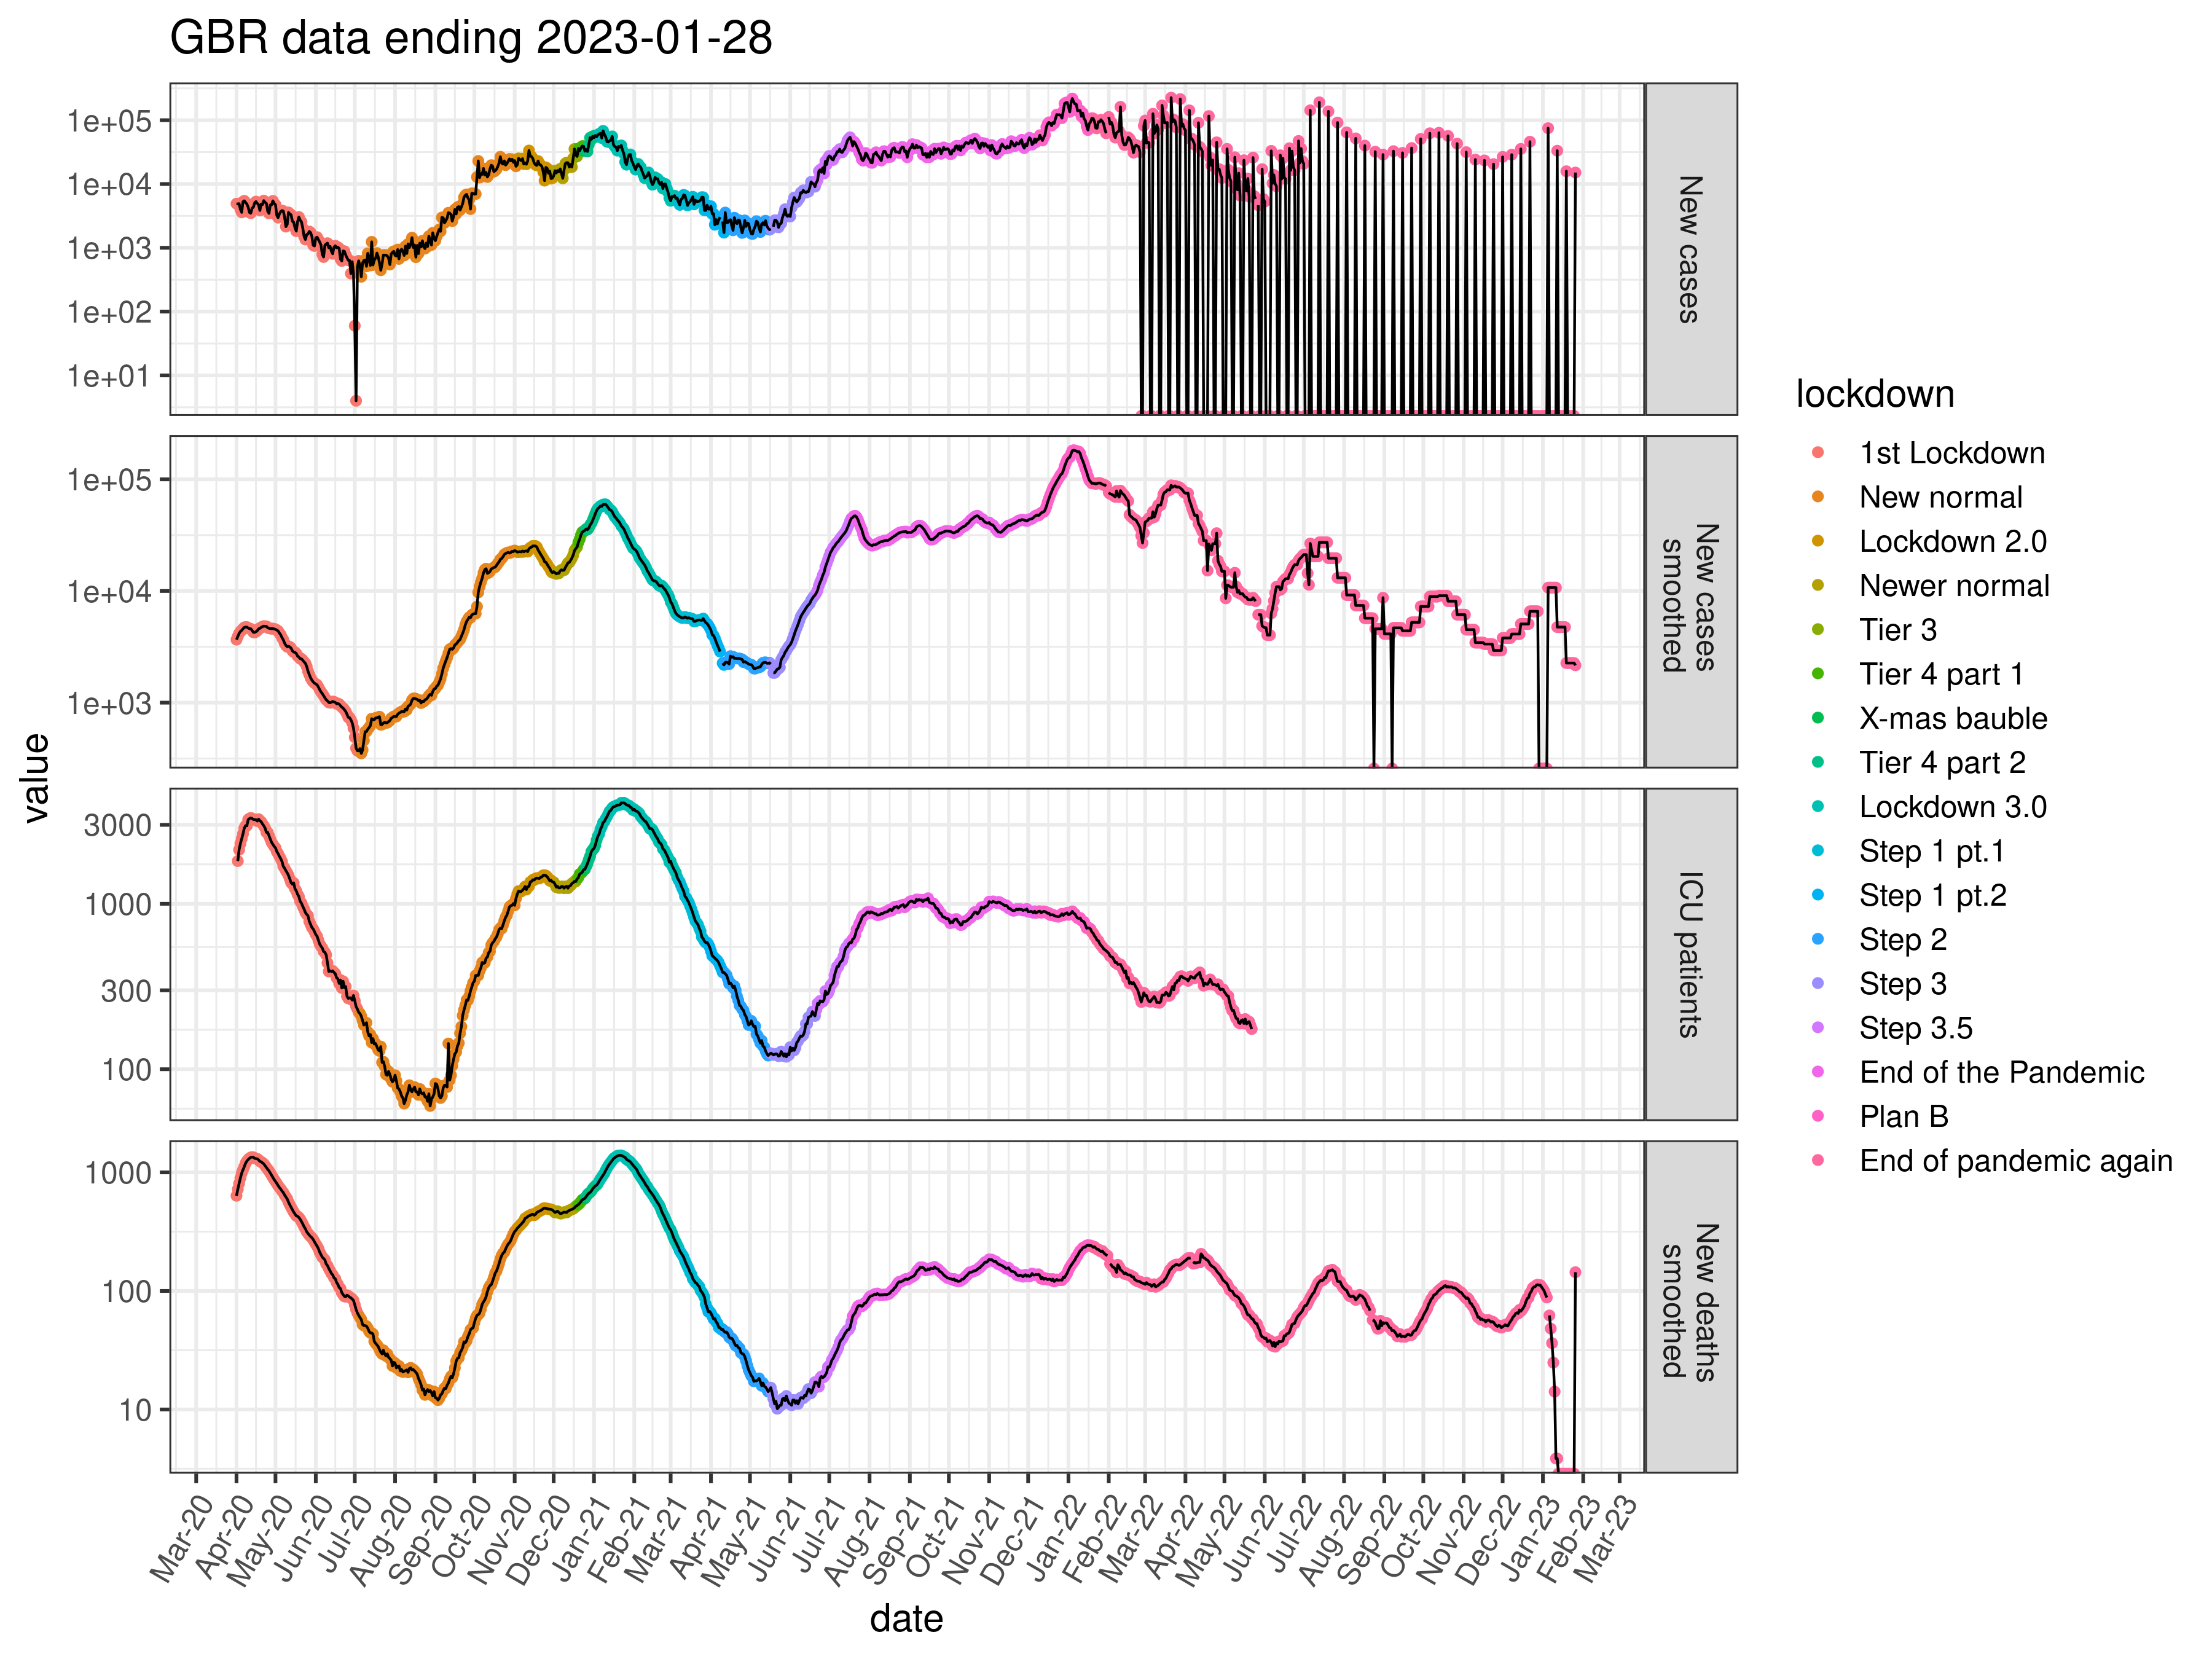 GBR data ending 2023-01-28
1e+05
1e+04
1e+03
1e+02
1e+01
New cases
1e+05
1e+04
1e+03
New cases
smoothed
3000
1000
300
100
ICU patients
1000
100
10
New deaths
smoothed
value
Mar-20
Apr-20
May-20
Jun-20
Jul-20
Aug-20
Sep-20
Oct-20
Nov-20
Dec-20
Jan-21
Feb-21
Mar-21
Apr-21
May-21
Jun-21
Jul-21
Aug-21
Sep-21
Oct-21
Nov-21
Dec-21
Jan-22
Feb-22
Mar-22
Apr-22
May-22
Jun-22
Jul-22
Aug-22
Sep-22
Oct-22
Nov-22
Dec-22
Jan-23
Feb-23
Mar-23
date
lockdown
1st Lockdown
New normal
Lockdown 2.0
Newer normal
Tier 3
Tier 4 part 1
X-mas bauble
Tier 4 part 2
Lockdown 3.0
Step 1 pt.1
Step 1 pt.2
Step 2
Step 3
Step 3.5
End of the Pandemic
Plan B
End of pandemic again